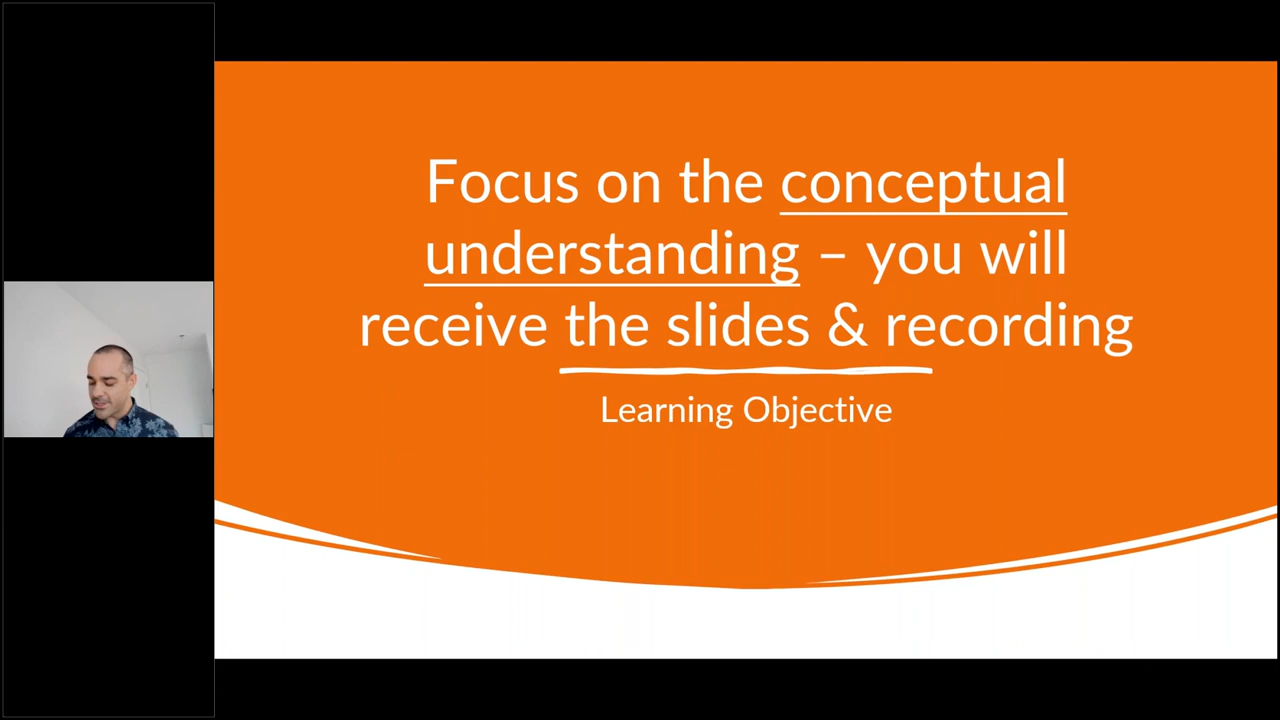 Focus on the conceptual
understanding – you will
receive the slides & recording
Learning Objective